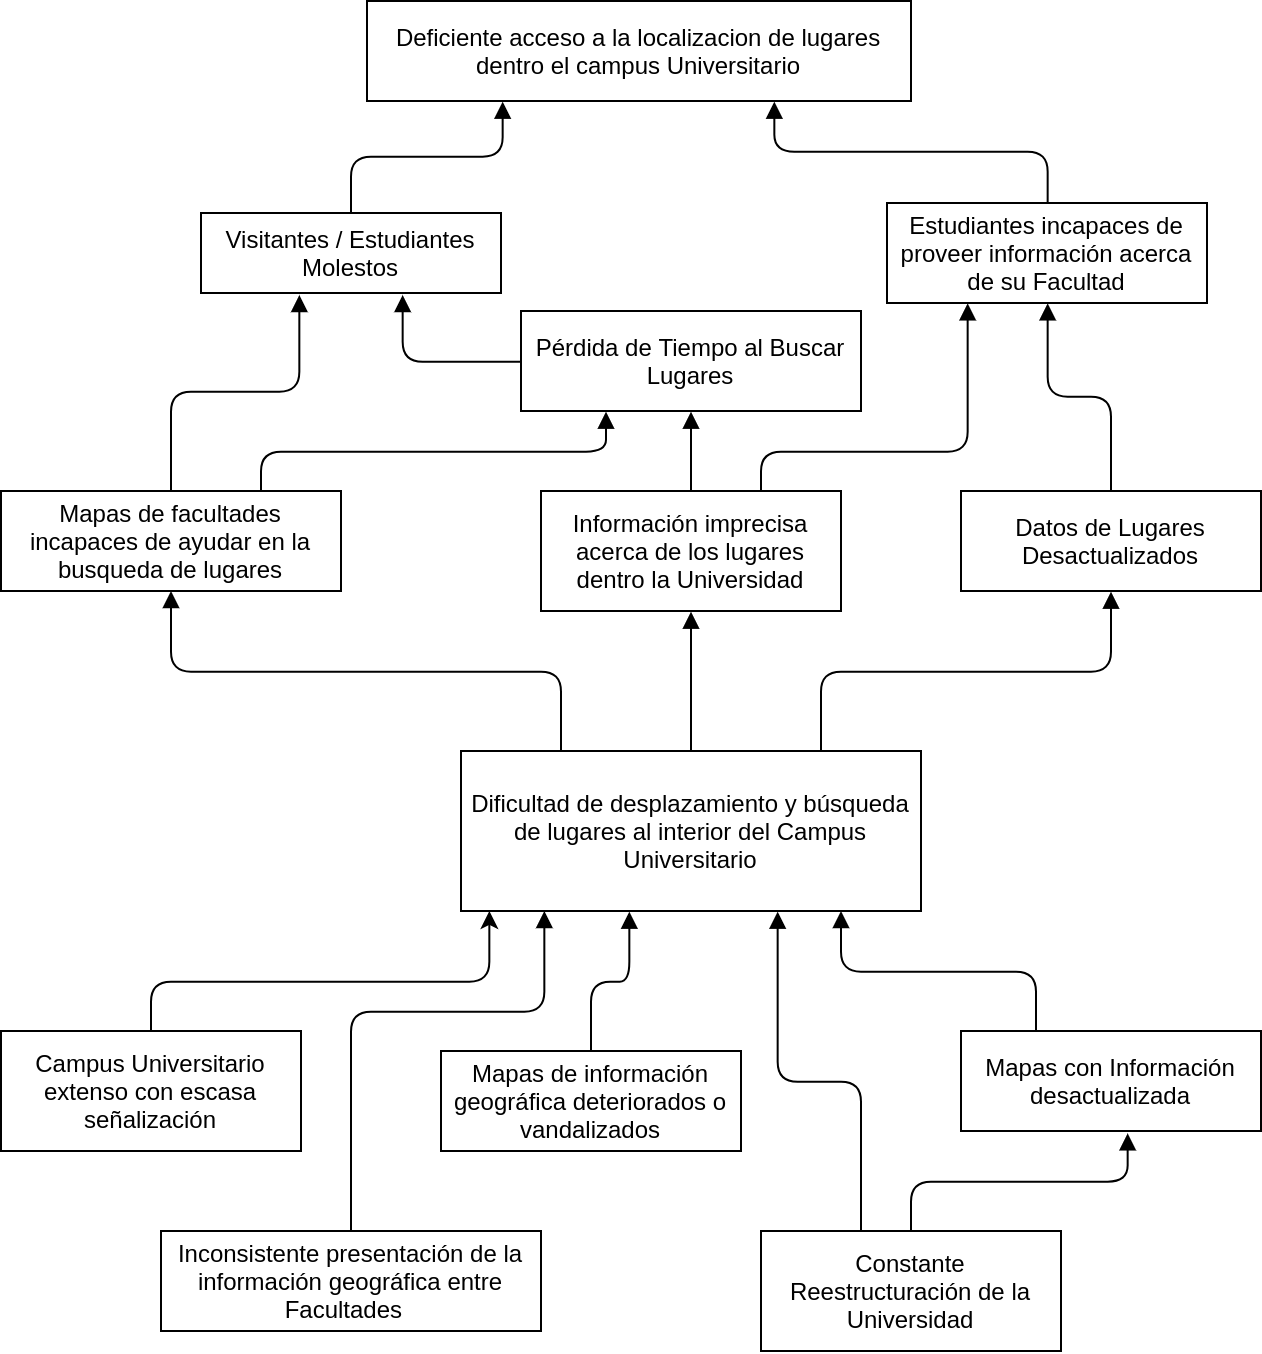 Deficiente acceso a la localizacion de lugares
dentro el campus Universitario
Visitantes / Estudiantes
Molestos
Estudiantes incapaces de
proveer información acerca
de su Facultad
Pérdida de Tiempo al Buscar
Lugares
Mapas de facultades
incapaces de ayudar en la
busqueda de lugares
Información imprecisa
acerca de los lugares
dentro la Universidad
Datos de Lugares
Desactualizados
Dificultad de desplazamiento y búsqueda
de lugares al interior del Campus
Universitario
Campus Universitario
extenso con escasa
señalización
Mapas de información
geográfica deteriorados o
vandalizados
Mapas con Información
desactualizada
Inconsistente presentación de la
información geográfica entre
Facultades
Constante
Reestructuración de la
Universidad